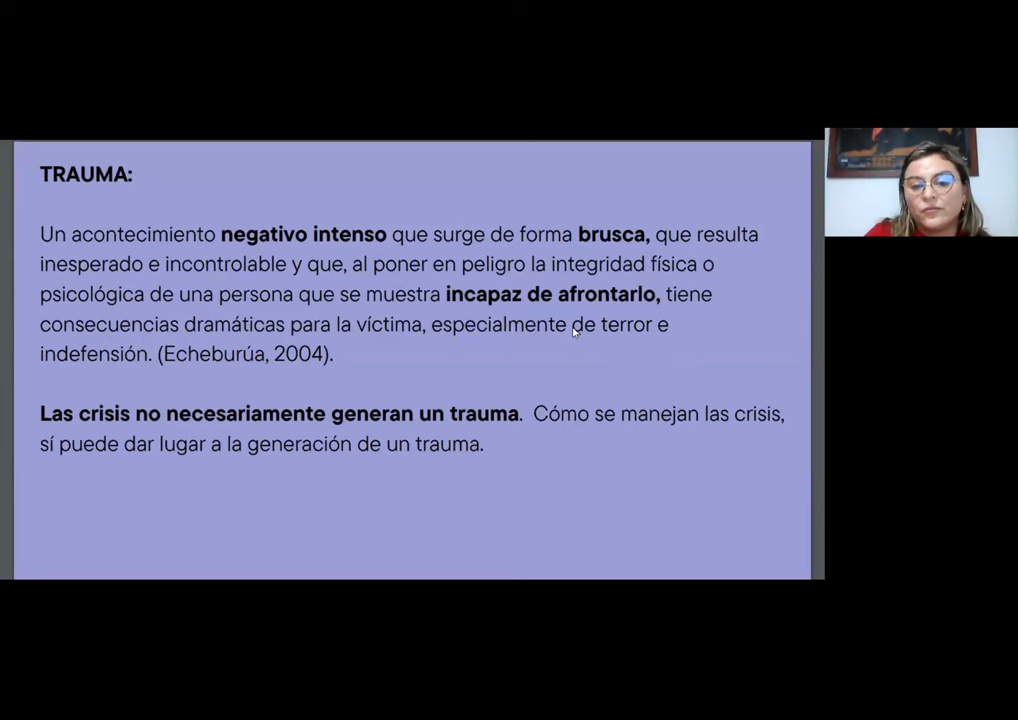 TRAUMA:
Un acontecimiento negativo intenso que surge de forma brusca, que resulta
inesperado e incontrolable y que, al poner en peligro la integridad física o
psicológica de una persona que se muestra incapaz de afrontarlo, tiene
consecuencias dramáticas para la víctima, especialmente de terror e
indefensión. (Echeburúa, 2004).
Las crisis no necesariamente generan un trauma. Cómo se manejan las crisis,
sí puede dar lugar a la generación de un trauma.